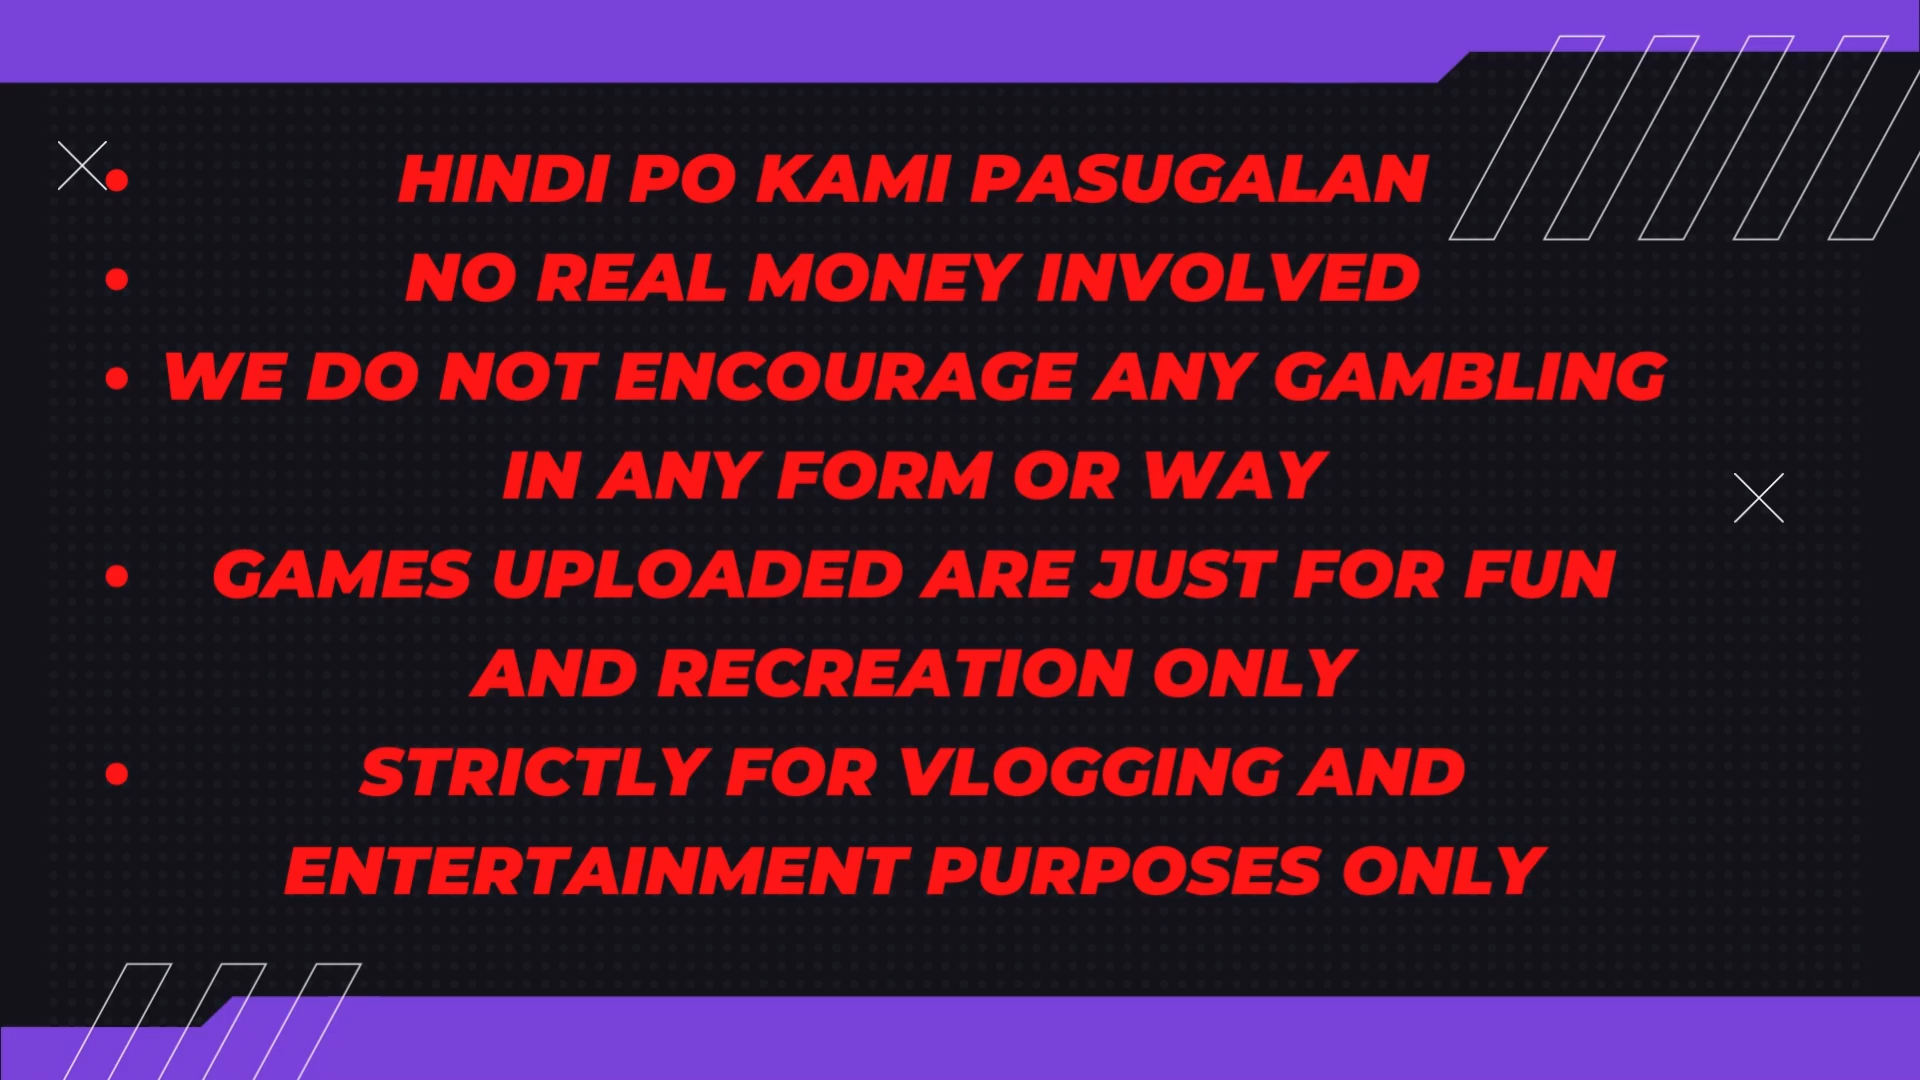 HINDI PO KAMI PASUGALAN
NO REAL MONEY INVOLVED
WE DO NOT ENCOURAGE ANY GAMBLING
IN ANY FORM OR WAY
GAMES UPLOADED ARE JUST FOR FUN
AND RECREATION ONLY
STRICTLY FOR VLOGGING AND
ENTERTAINMENT PURPOSES ONLY